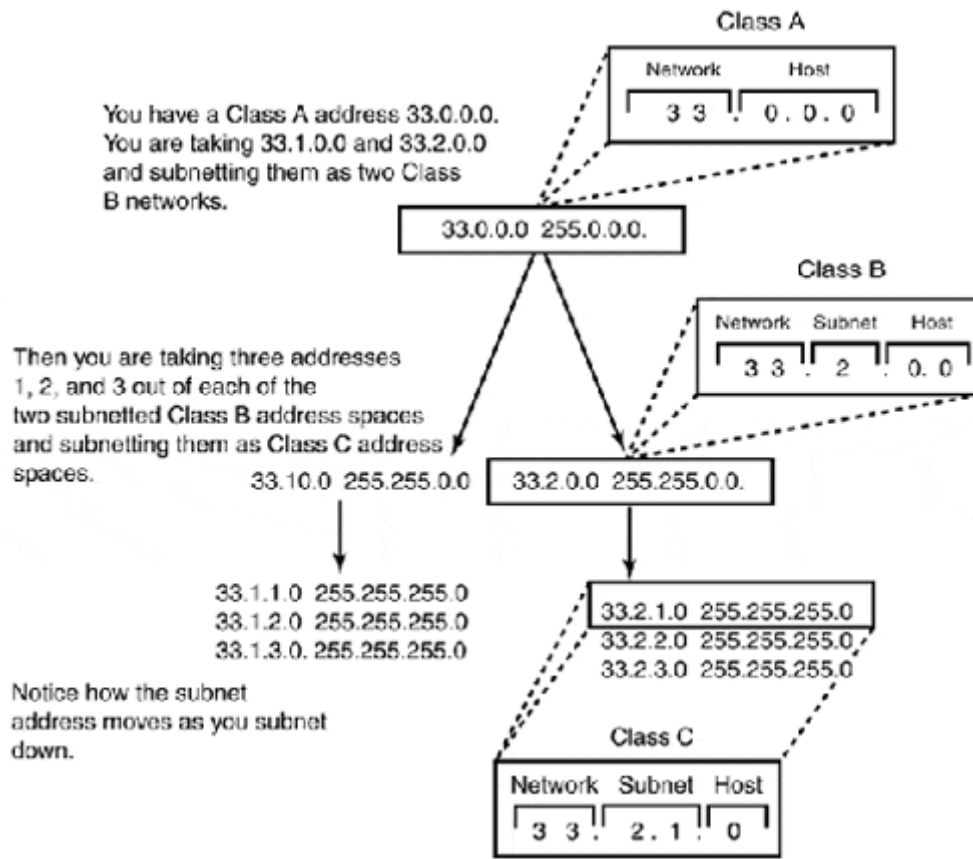 Class A
Network Host
3 3 . 0 . 0 . 0
You have a Class A address 33.0.0.0.
You are taking 33.1.0.0 and 33.2.0.0
and subnetting them as two Class
B networks.
33.0.0.0 255.0.0.0.
Class B
Network Subnet Host
3 3 . 2 . 0. 0
Then you are taking three addresses
1, 2, and 3 out of each of the
two subnetted Class B address spaces
and subnetting them as Class C address
spaces.
33.10.0 255.255.0.0
33.2.0.0 255.255.0.0.
33.1.1.0 255.255.255.0
33.1.2.0 255.255.255.0
33.1.3.0. 255.255.255.0
33.2.1.0 255.255.255.0
33.2.2.0 255.255.255.0
33.2.3.0 255.255.255.0
Notice how the subnet
address moves as you subnet
down.
Class C
Network Subnet Host
3 3 . 2 . 1 . 0